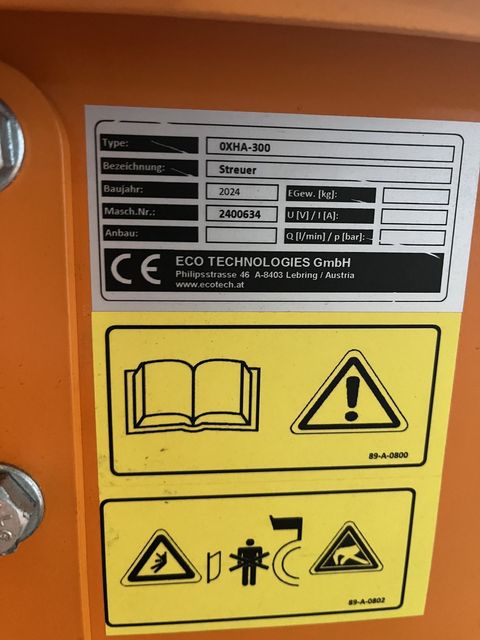 Type: 0XHA-300
Bezeichnung: Streuer
Baujahr: 2024 EGew. [kg]:
Masch.Nr.: 2400634 U [V] / I [A]:
Anbau: Q [l/min] / p [bar]:
CE ECO TECHNOLOGIES GmbH
Philipsstrasse 46 A-8403 Lebring / Austria
www.ecotech.at
89-A-0800
89-A-0802